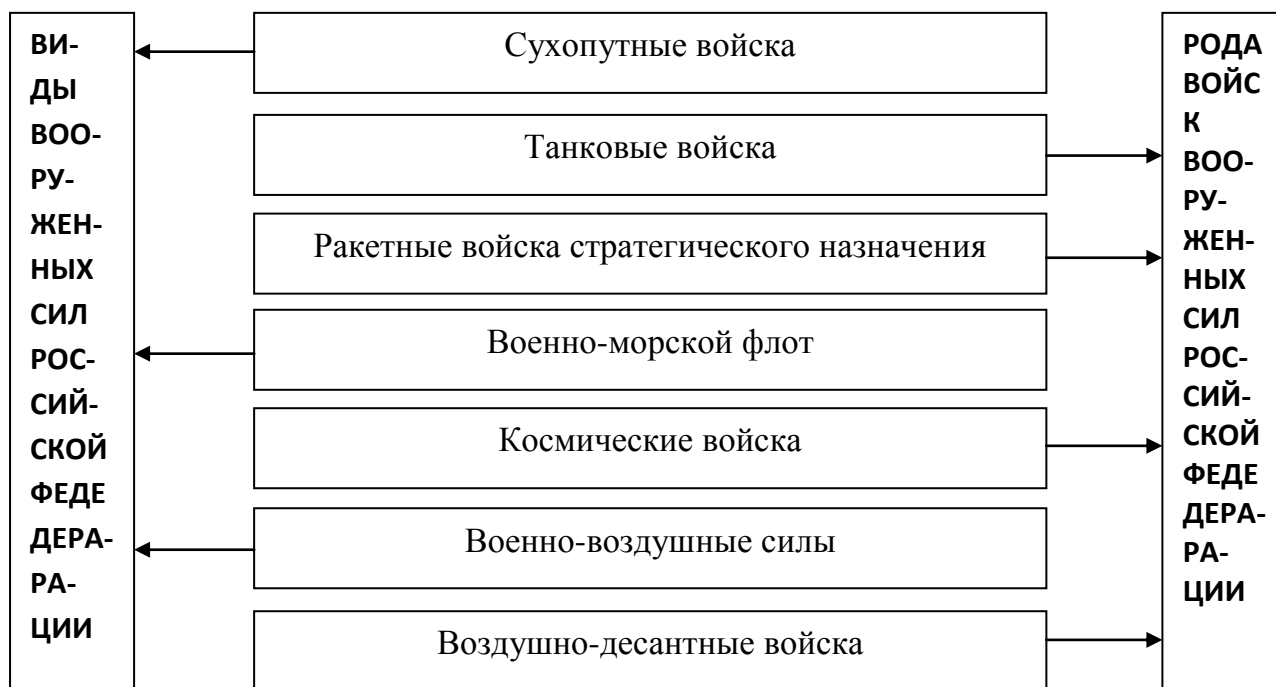 ВИ-
ДЫ
ВОО-
РУ-
ЖЕН-
НЫХ
СИЛ
РОС-
СИЙ-
СКОЙ
ФЕДЕ
ДЕРА-
РА-
ЦИИ
Сухопутные войска
Танковые войска
Ракетные войска стратегического назначения
Военно-морской флот
Космические войска
Военно-воздушные силы
Воздушно-десантные войска
РОДА
ВОЙС
К
ВОО-
РУ-
ЖЕН-
НЫХ
СИЛ
РОС-
СИЙ-
СКОЙ
ФЕДЕ
ДЕРА-
РА-
ЦИИ